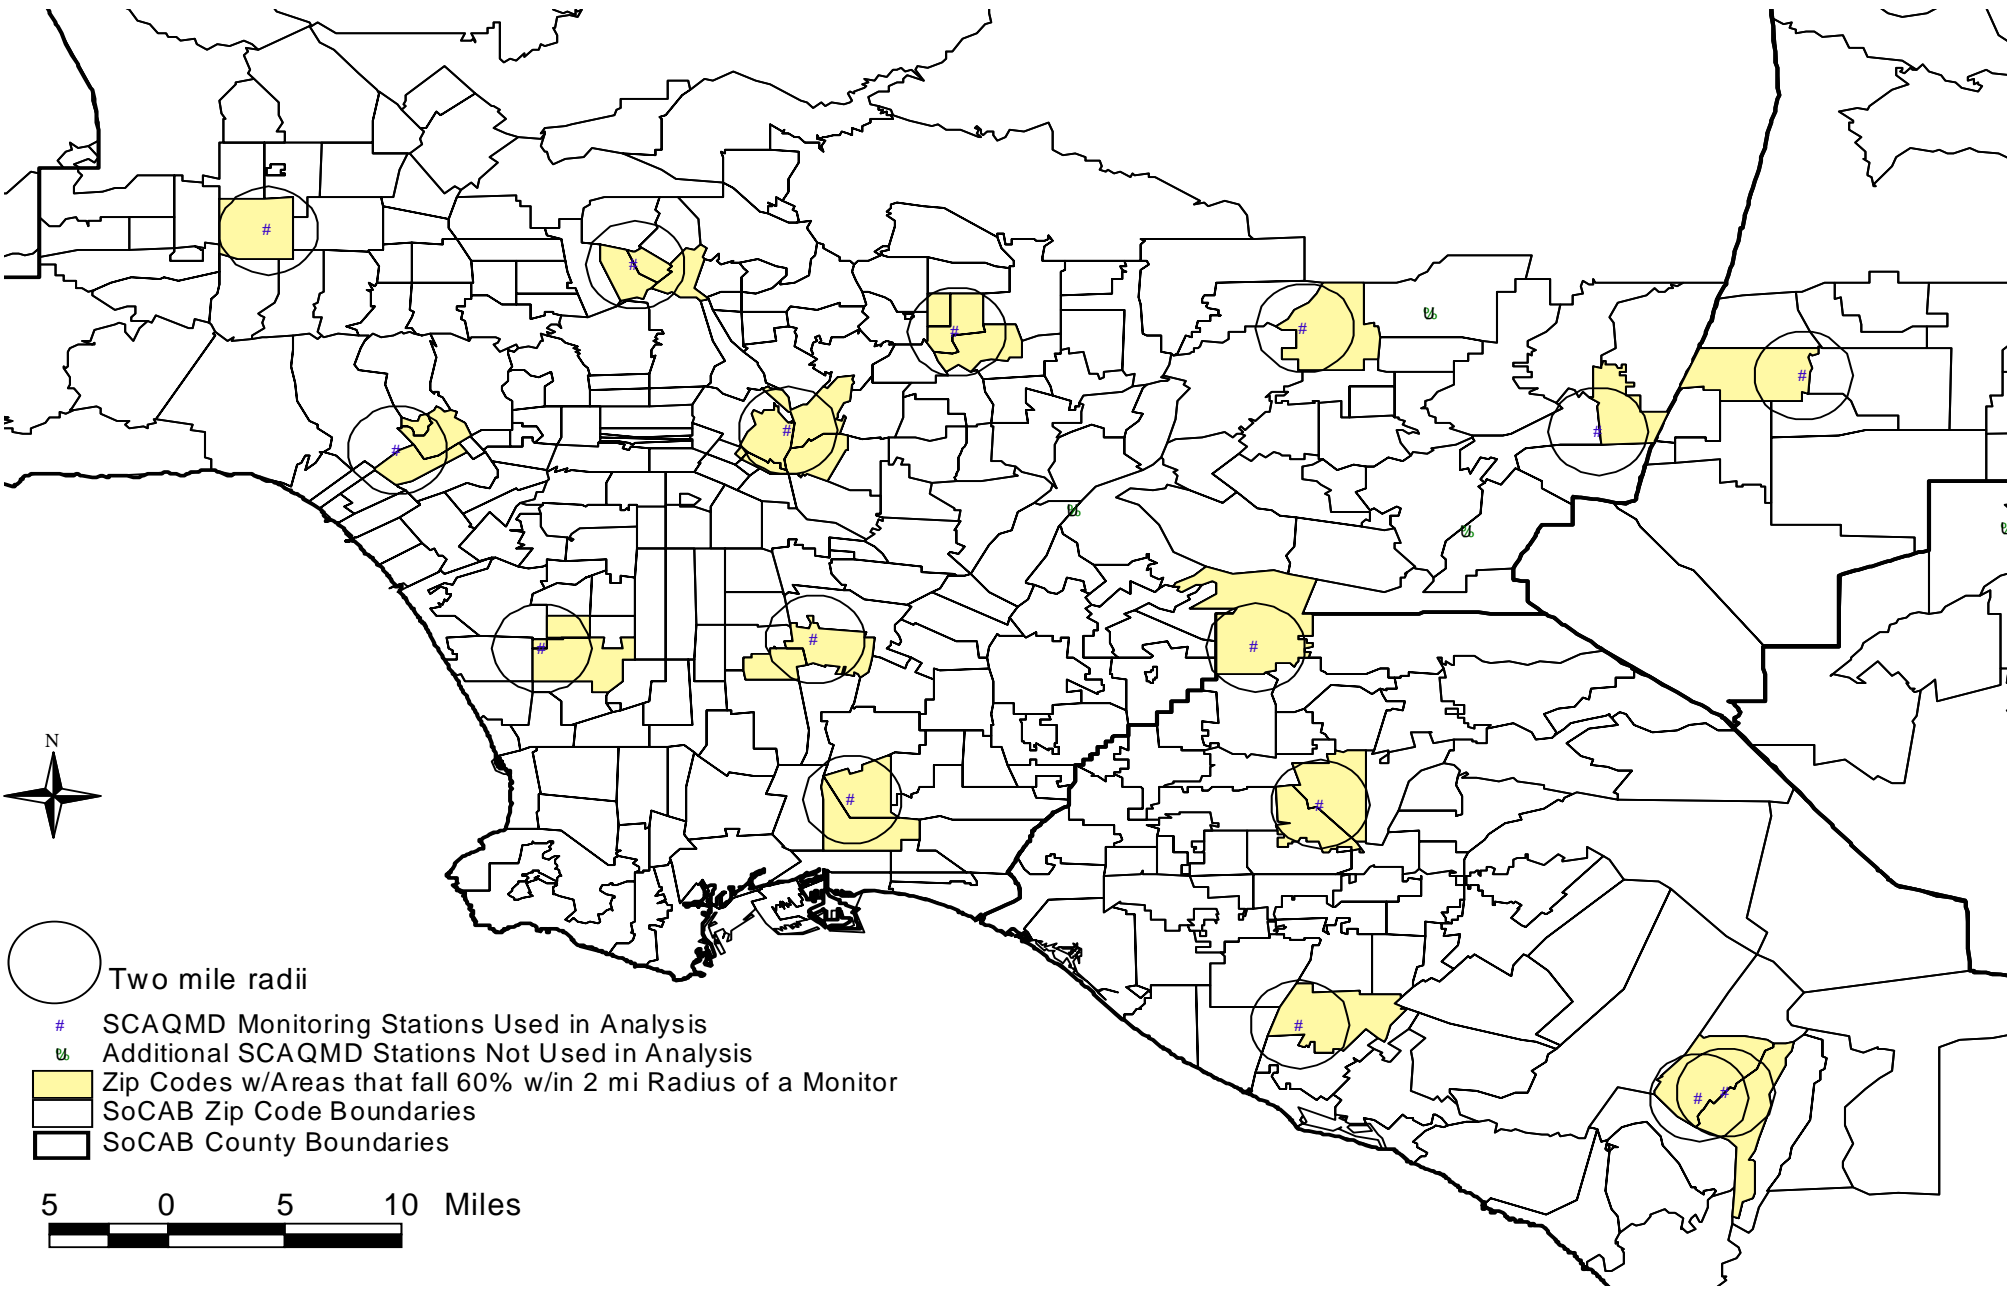 N
Two mile radii
# SCAQMD Monitoring Stations Used in Analysis
Additional SCAQMD Stations Not Used in Analysis
Zip Codes w/Areas that fall 60% w/in 2 mi Radius of a Monitor
SoCAB Zip Code Boundaries
SoCAB County Boundaries
5 0 5 10 Miles